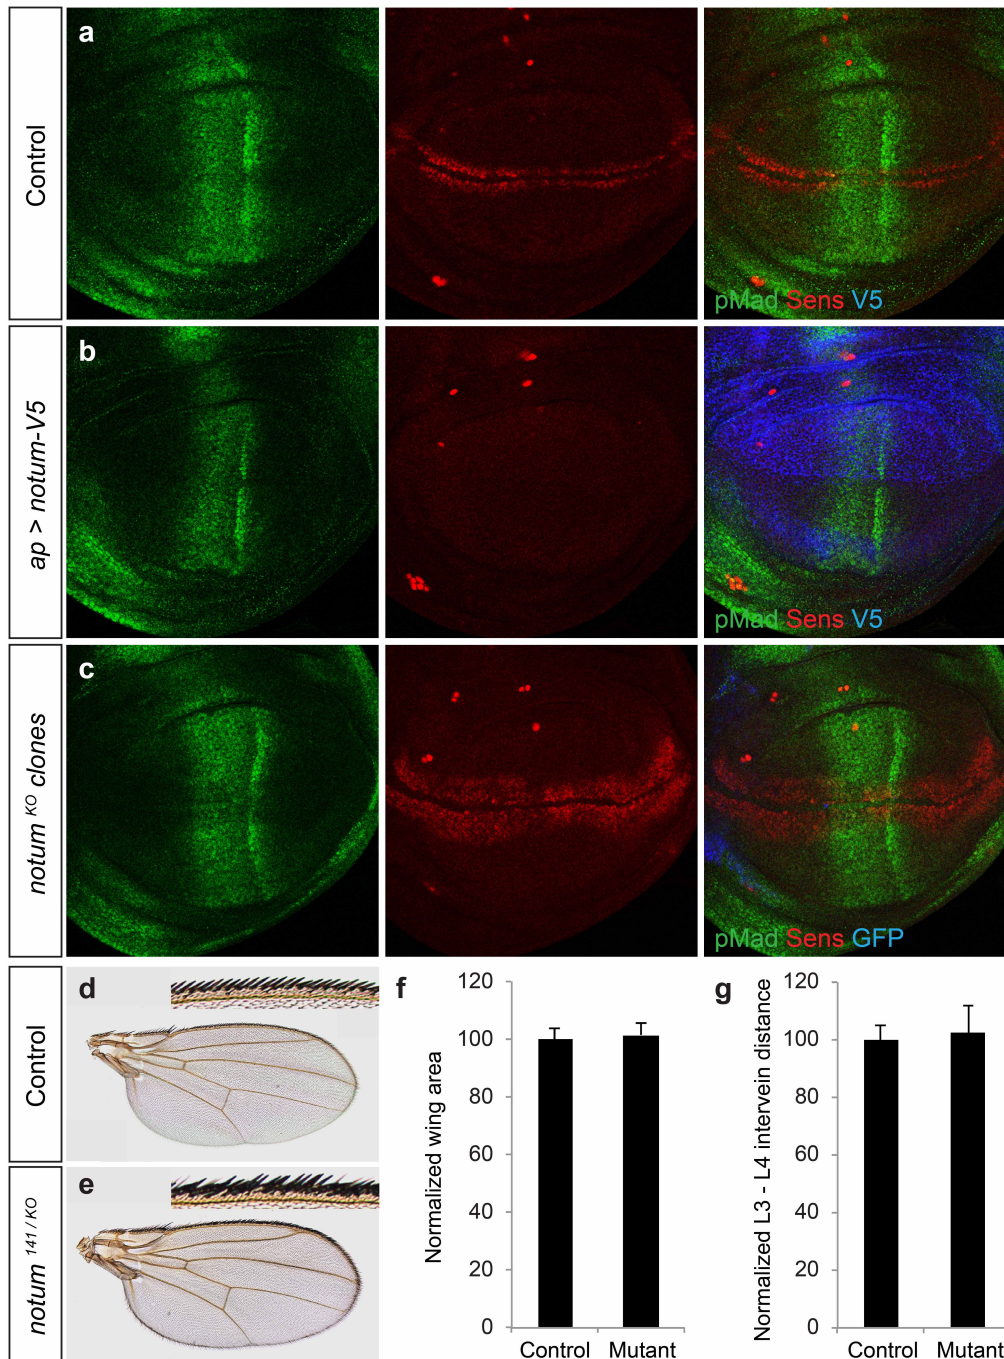 Control
a
pMad Sens V5
ap > notum-V5
b
pMad Sens V5
notum KO clones
c
pMad Sens GFP
Control
d
notum 141 / KO
e
f
Normalized wing area
120
100
80
60
40
20
0
Control Mutant
g
Normalized L3 - L4 intervein distance
120
100
80
60
40
20
0
Control Mutant